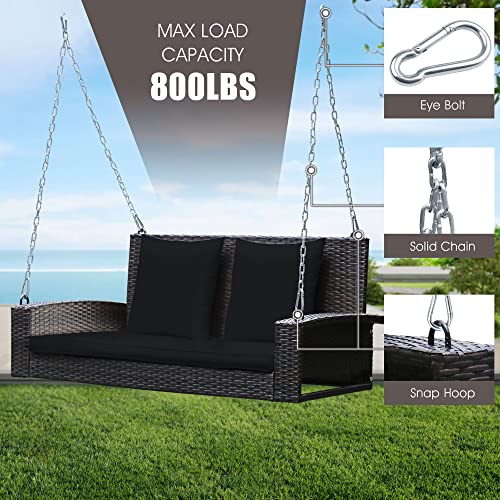 MAX LOAD
CAPACITY
800LBS
Eye Bolt
Solid Chain
Snap Hoop